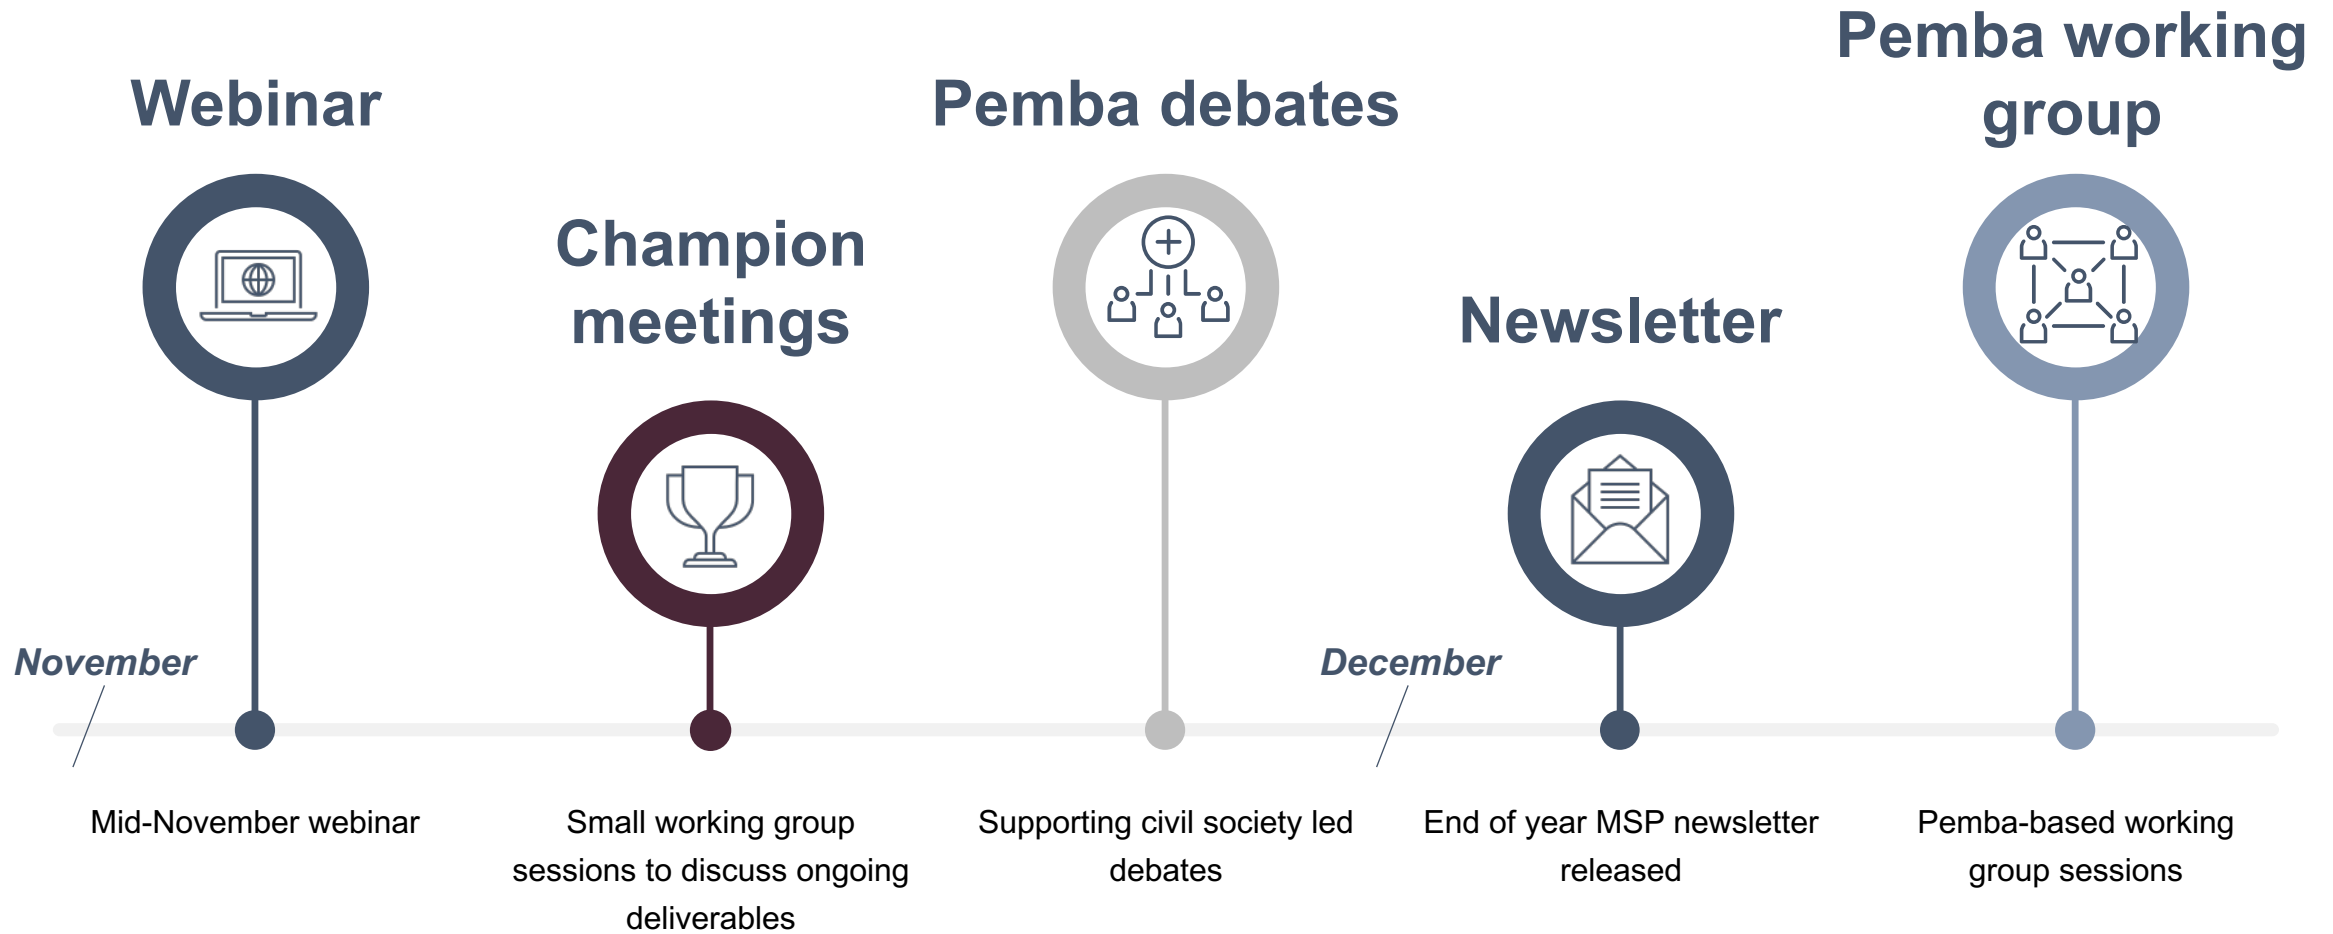 Webinar
Champion
meetings
Pemba debates
Newsletter
Pemba working
group
November
December
Mid-November webinar
Small working group
sessions to discuss ongoing
deliverables
Supporting civil society led
debates
End of year MSP newsletter
released
Pemba-based working
group sessions